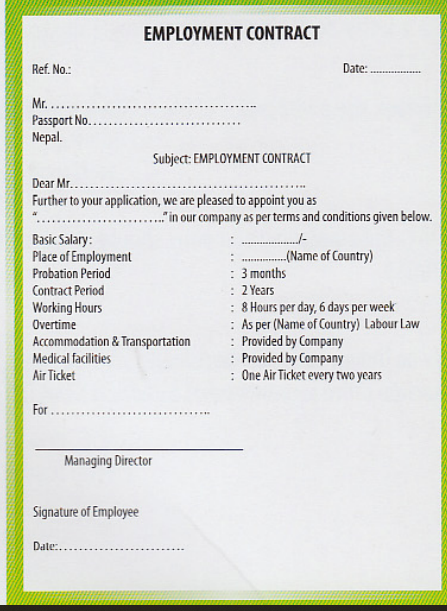 EMPLOYMENT CONTRACT
Ref. No.: Date: .................
Mr. ........................................
Passport No..............................
Nepal.
Subject: EMPLOYMENT CONTRACT
Dear Mr..............................................
Further to your application, we are pleased to appoint you as
“..........................” in our company as per terms and conditions given below.
Basic Salary: : .................../-
Place of Employment : ...............(Name of Country)
Probation Period : 3 months
Contract Period : 2 Years
Working Hours : 8 Hours per day, 6 days per week
Overtime : As per (Name of Country) Labour Law
Accommodation & Transportation : Provided by Company
Medical facilities : Provided by Company
Air Ticket : One Air Ticket every two years
For ...............................
Managing Director
Signature of Employee
Date:.........................